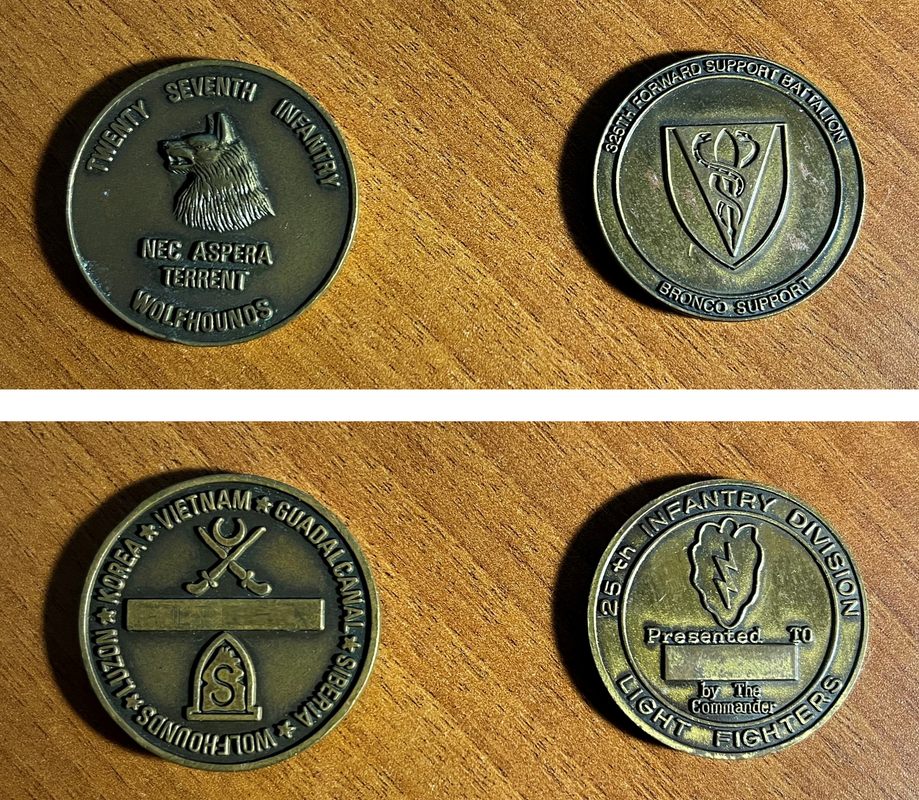 TWENTY SEVENTH INFANTRY
NEC ASPERA
TERRENT
WOLFHOUNDS
325TH FORWARD SUPPORT BATTALION
BRONCO SUPPORT
WOLFHOUNDS ★ LUZON ★ KOREA ★ VIETNAM ★ GUADALCANAL ★ SIBERIA ★ WOLFHOUNDS ★
S
25th INFANTRY DIVISION
Presented TO
by The
Commander
LIGHT FIGHTERS